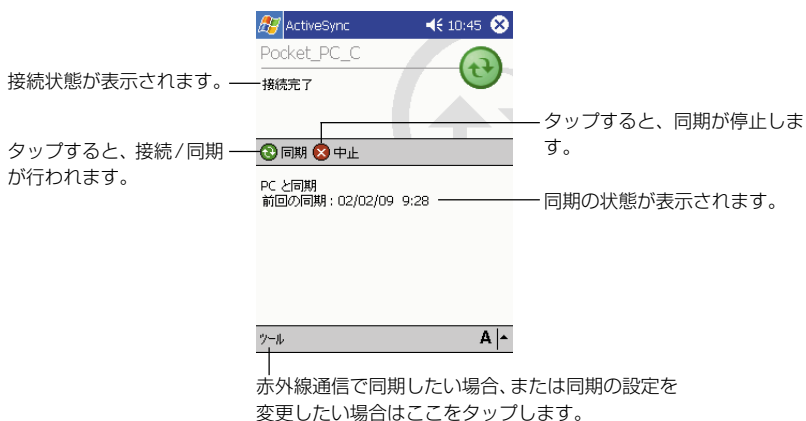 ActiveSync 10:45
Pocket_PC_C
接続状態が表示されます。
接続完了
タップすると、同期が停止しま
す。
タップすると、接続/同期
が行われます。
同期 中止
PC と同期
前回の同期 : 02/02/09 9:28
同期の状態が表示されます。
ツール A
赤外線通信で同期したい場合、または同期の設定を
変更したい場合はここをタップします。